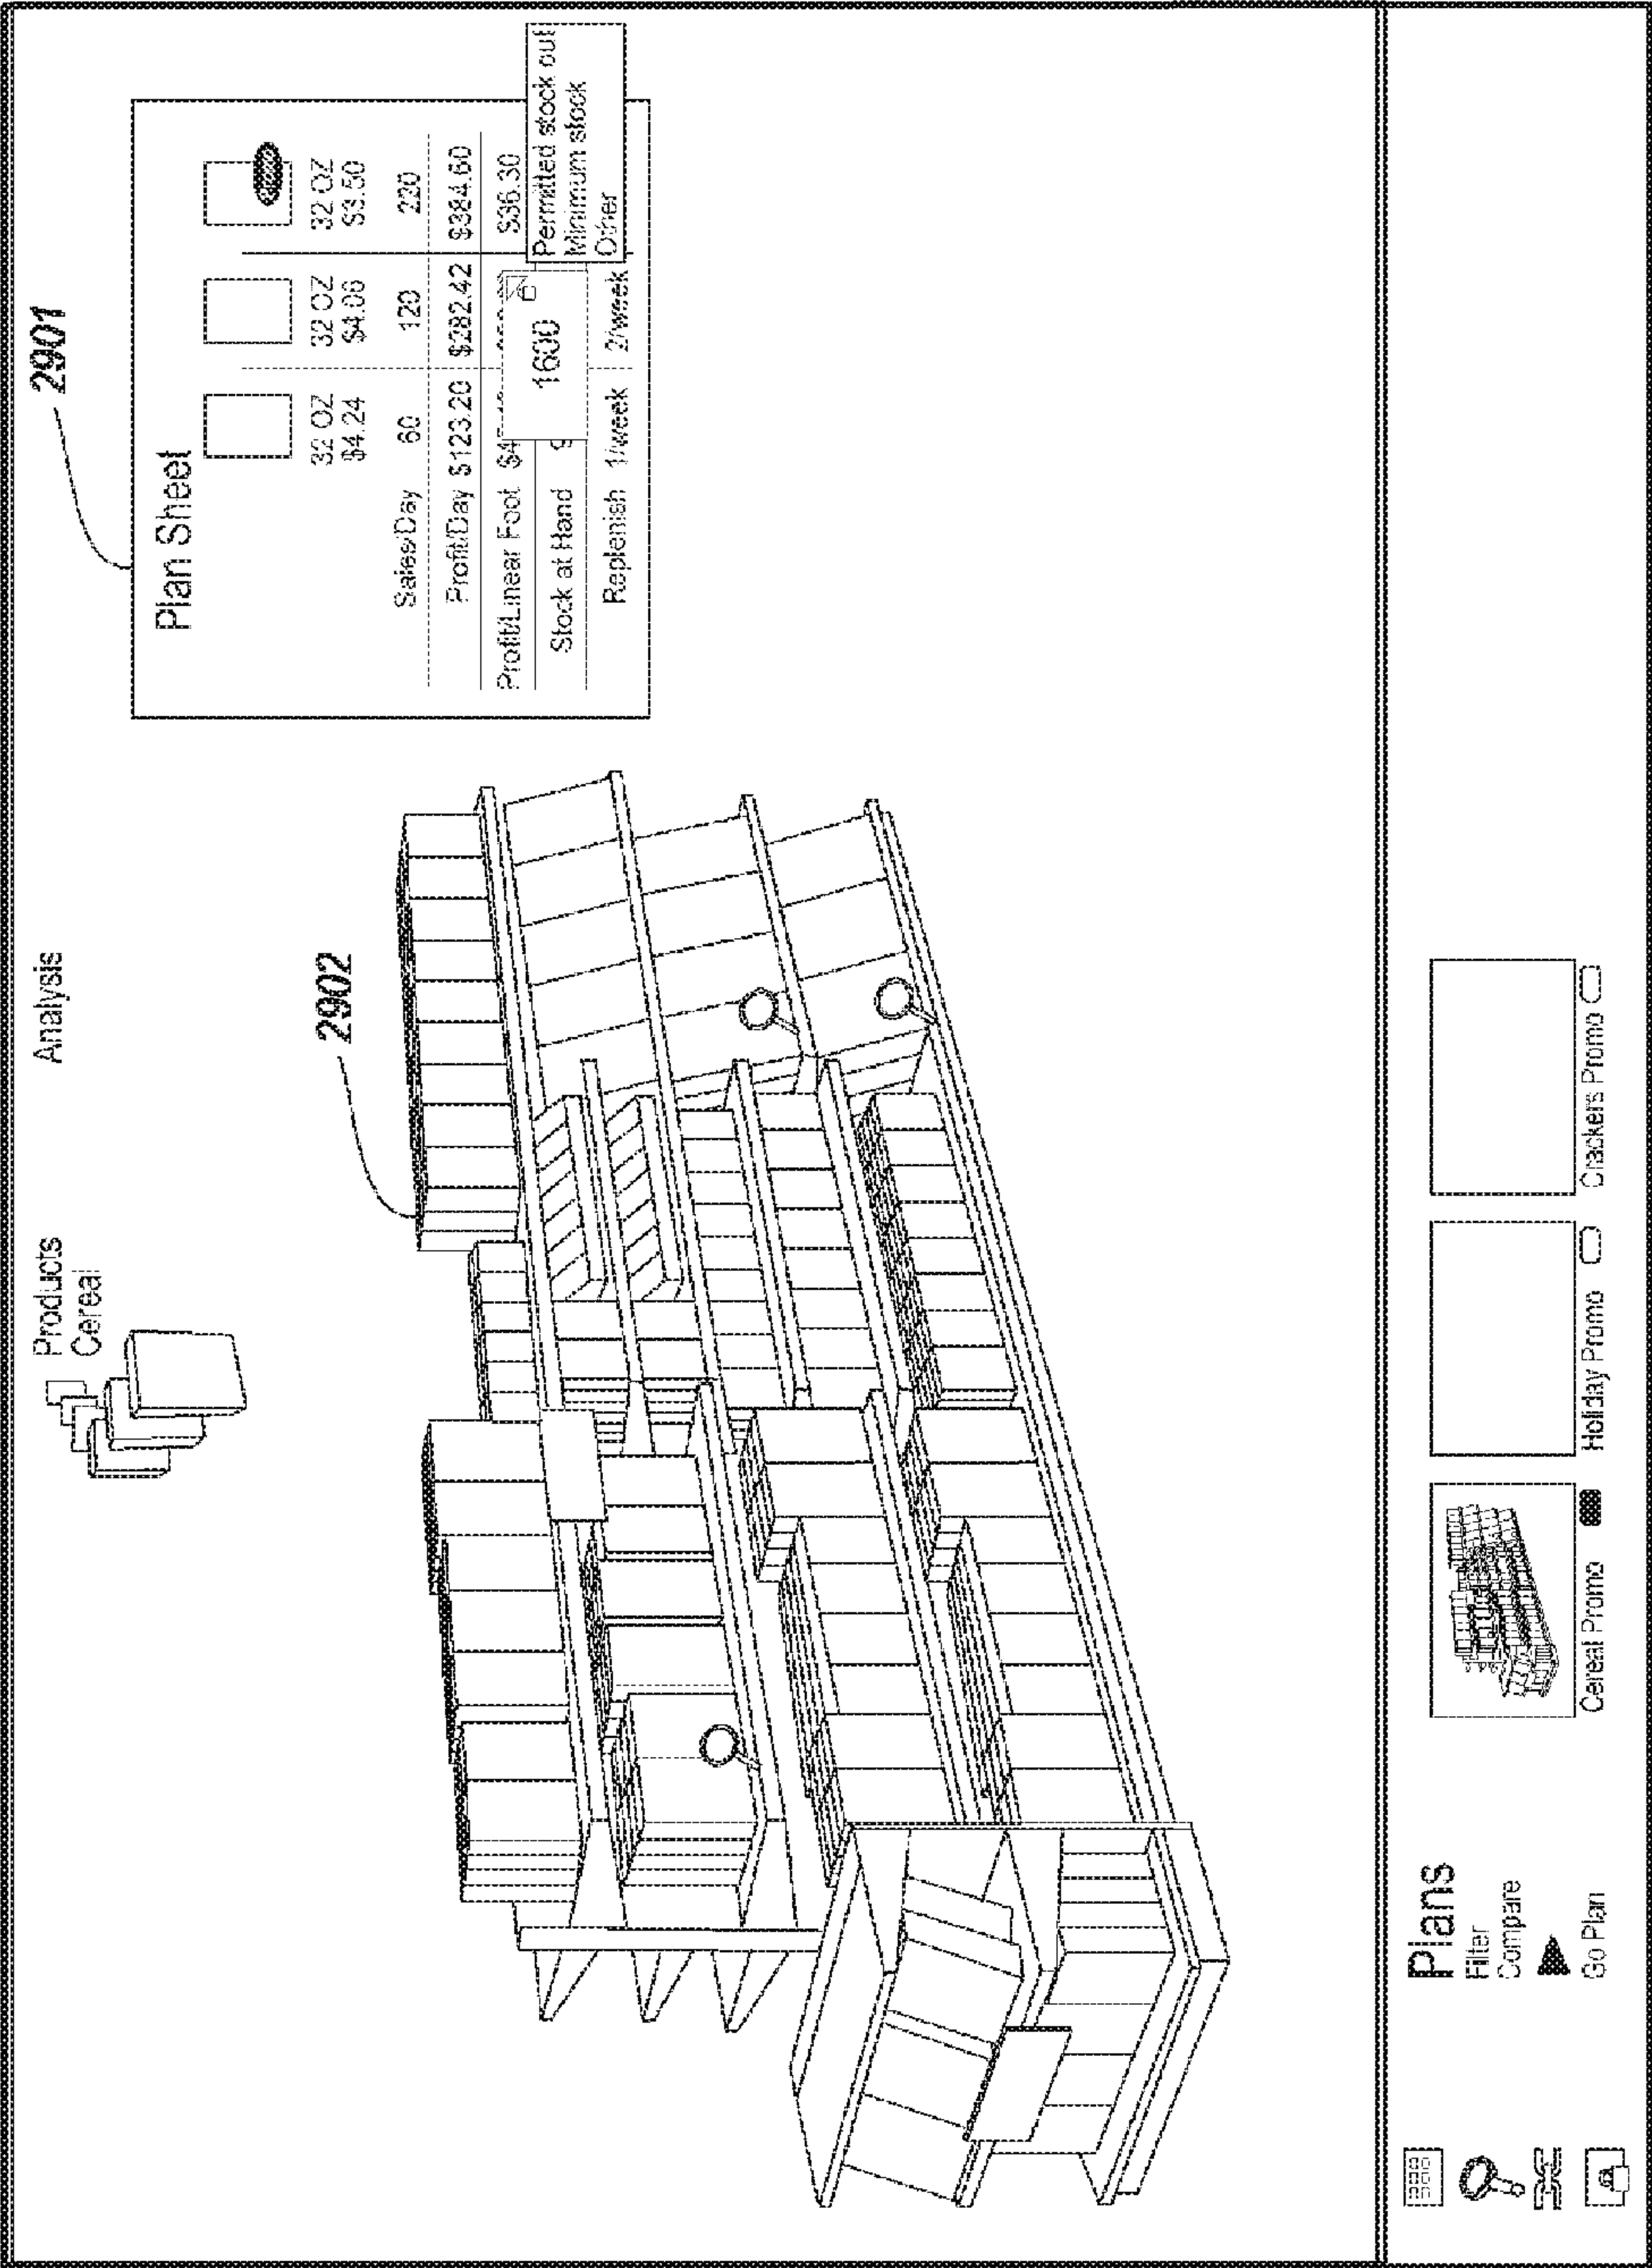 Products
Cereal
Analysis
2901
2902
Plan Sheet
32 OZ 32 OZ 32 OZ
$4.24 $4.06 $3.50
Sales/Day 60 120 220
Profit/Day $123.20 $282.42 $384.60
Profit/Linear Foot $4 $36.30
Stock at Hand 9 1600
Permitted stock out
Minimum stock
Other
Replenish 1/week 2/week
Plans
Filter
Compare
Go Plan
Cereal Promo
Holiday Promo
Crackers Promo